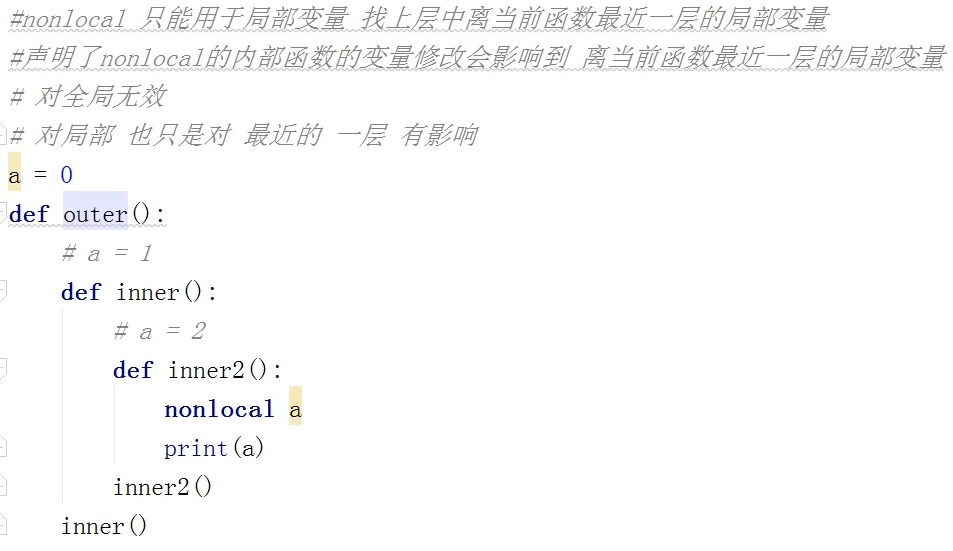 #nonlocal 只能用于局部变量 找上层中离当前函数最近一层的局部变量
#声明了nonlocal的内部函数的变量修改会影响到 离当前函数最近一层的局部变量
# 对全局无效
# 对局部 也只是对 最近的 一层 有影响
a = 0
def outer():
    # a = 1
    def inner():
        # a = 2
        def inner2():
            nonlocal a
            print(a)
        inner2()
    inner()